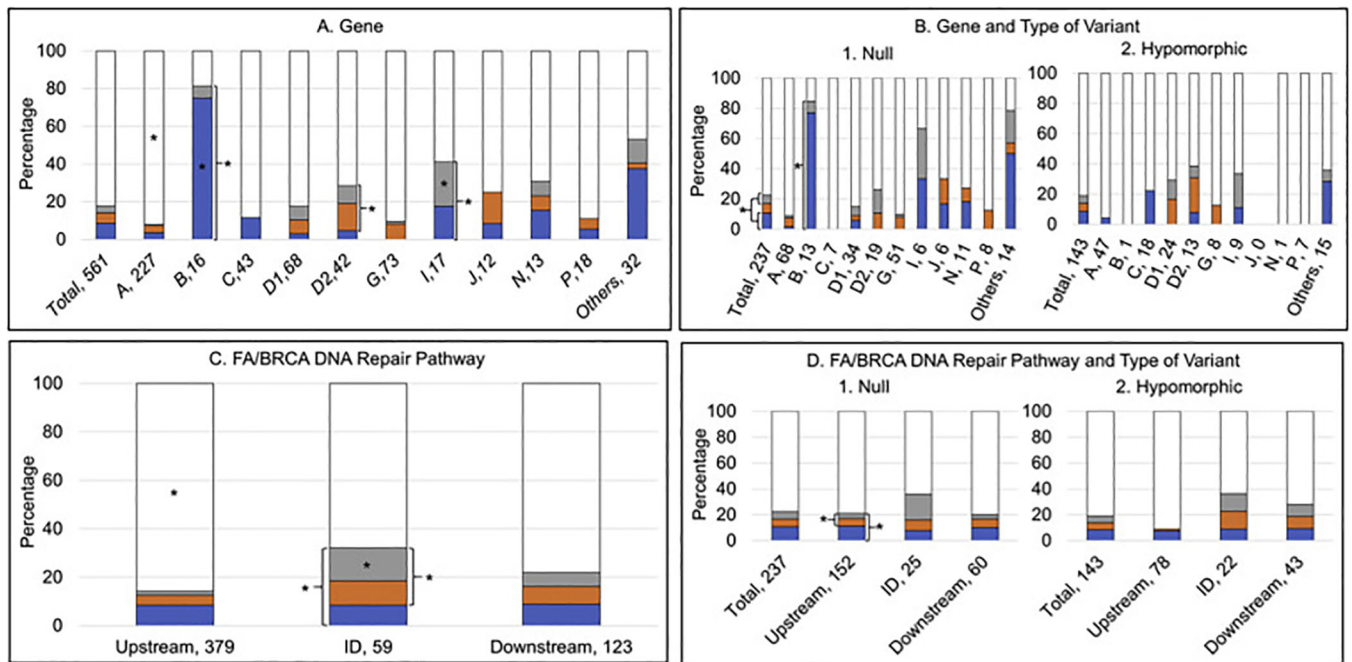 A. Gene
Percentage
100
80
60
40
20
0
*
*
*
*
*
*
Total, 561
A, 227
B,16
C,43
D1,68
D2,42
G,73
I,17
J,12
N,13
P,18
Others, 32
B. Gene and Type of Variant
1. Null
Percentage
100
80
60
40
20
0
*
*
Total, 237
A, 68
B, 13
C, 7
D1, 34
D2, 19
G, 51
I, 6
J, 6
N, 11
P, 8
Others, 14
2. Hypomorphic
100
80
60
40
20
0
Total, 143
A, 47
B, 1
C, 18
D1, 24
D2, 13
G, 8
I, 9
J, 0
N, 1
P, 7
Others, 15
C. FA/BRCA DNA Repair Pathway
Percentage
100
80
60
40
20
0
*
*
*
*
Upstream, 379
ID, 59
Downstream, 123
D. FA/BRCA DNA Repair Pathway and Type of Variant
1. Null
Percentage
100
80
60
40
20
0
*
*
Total, 237
Upstream, 152
ID, 25
Downstream, 60
2. Hypomorphic
100
80
60
40
20
0
Total, 143
Upstream, 78
ID, 22
Downstream, 43